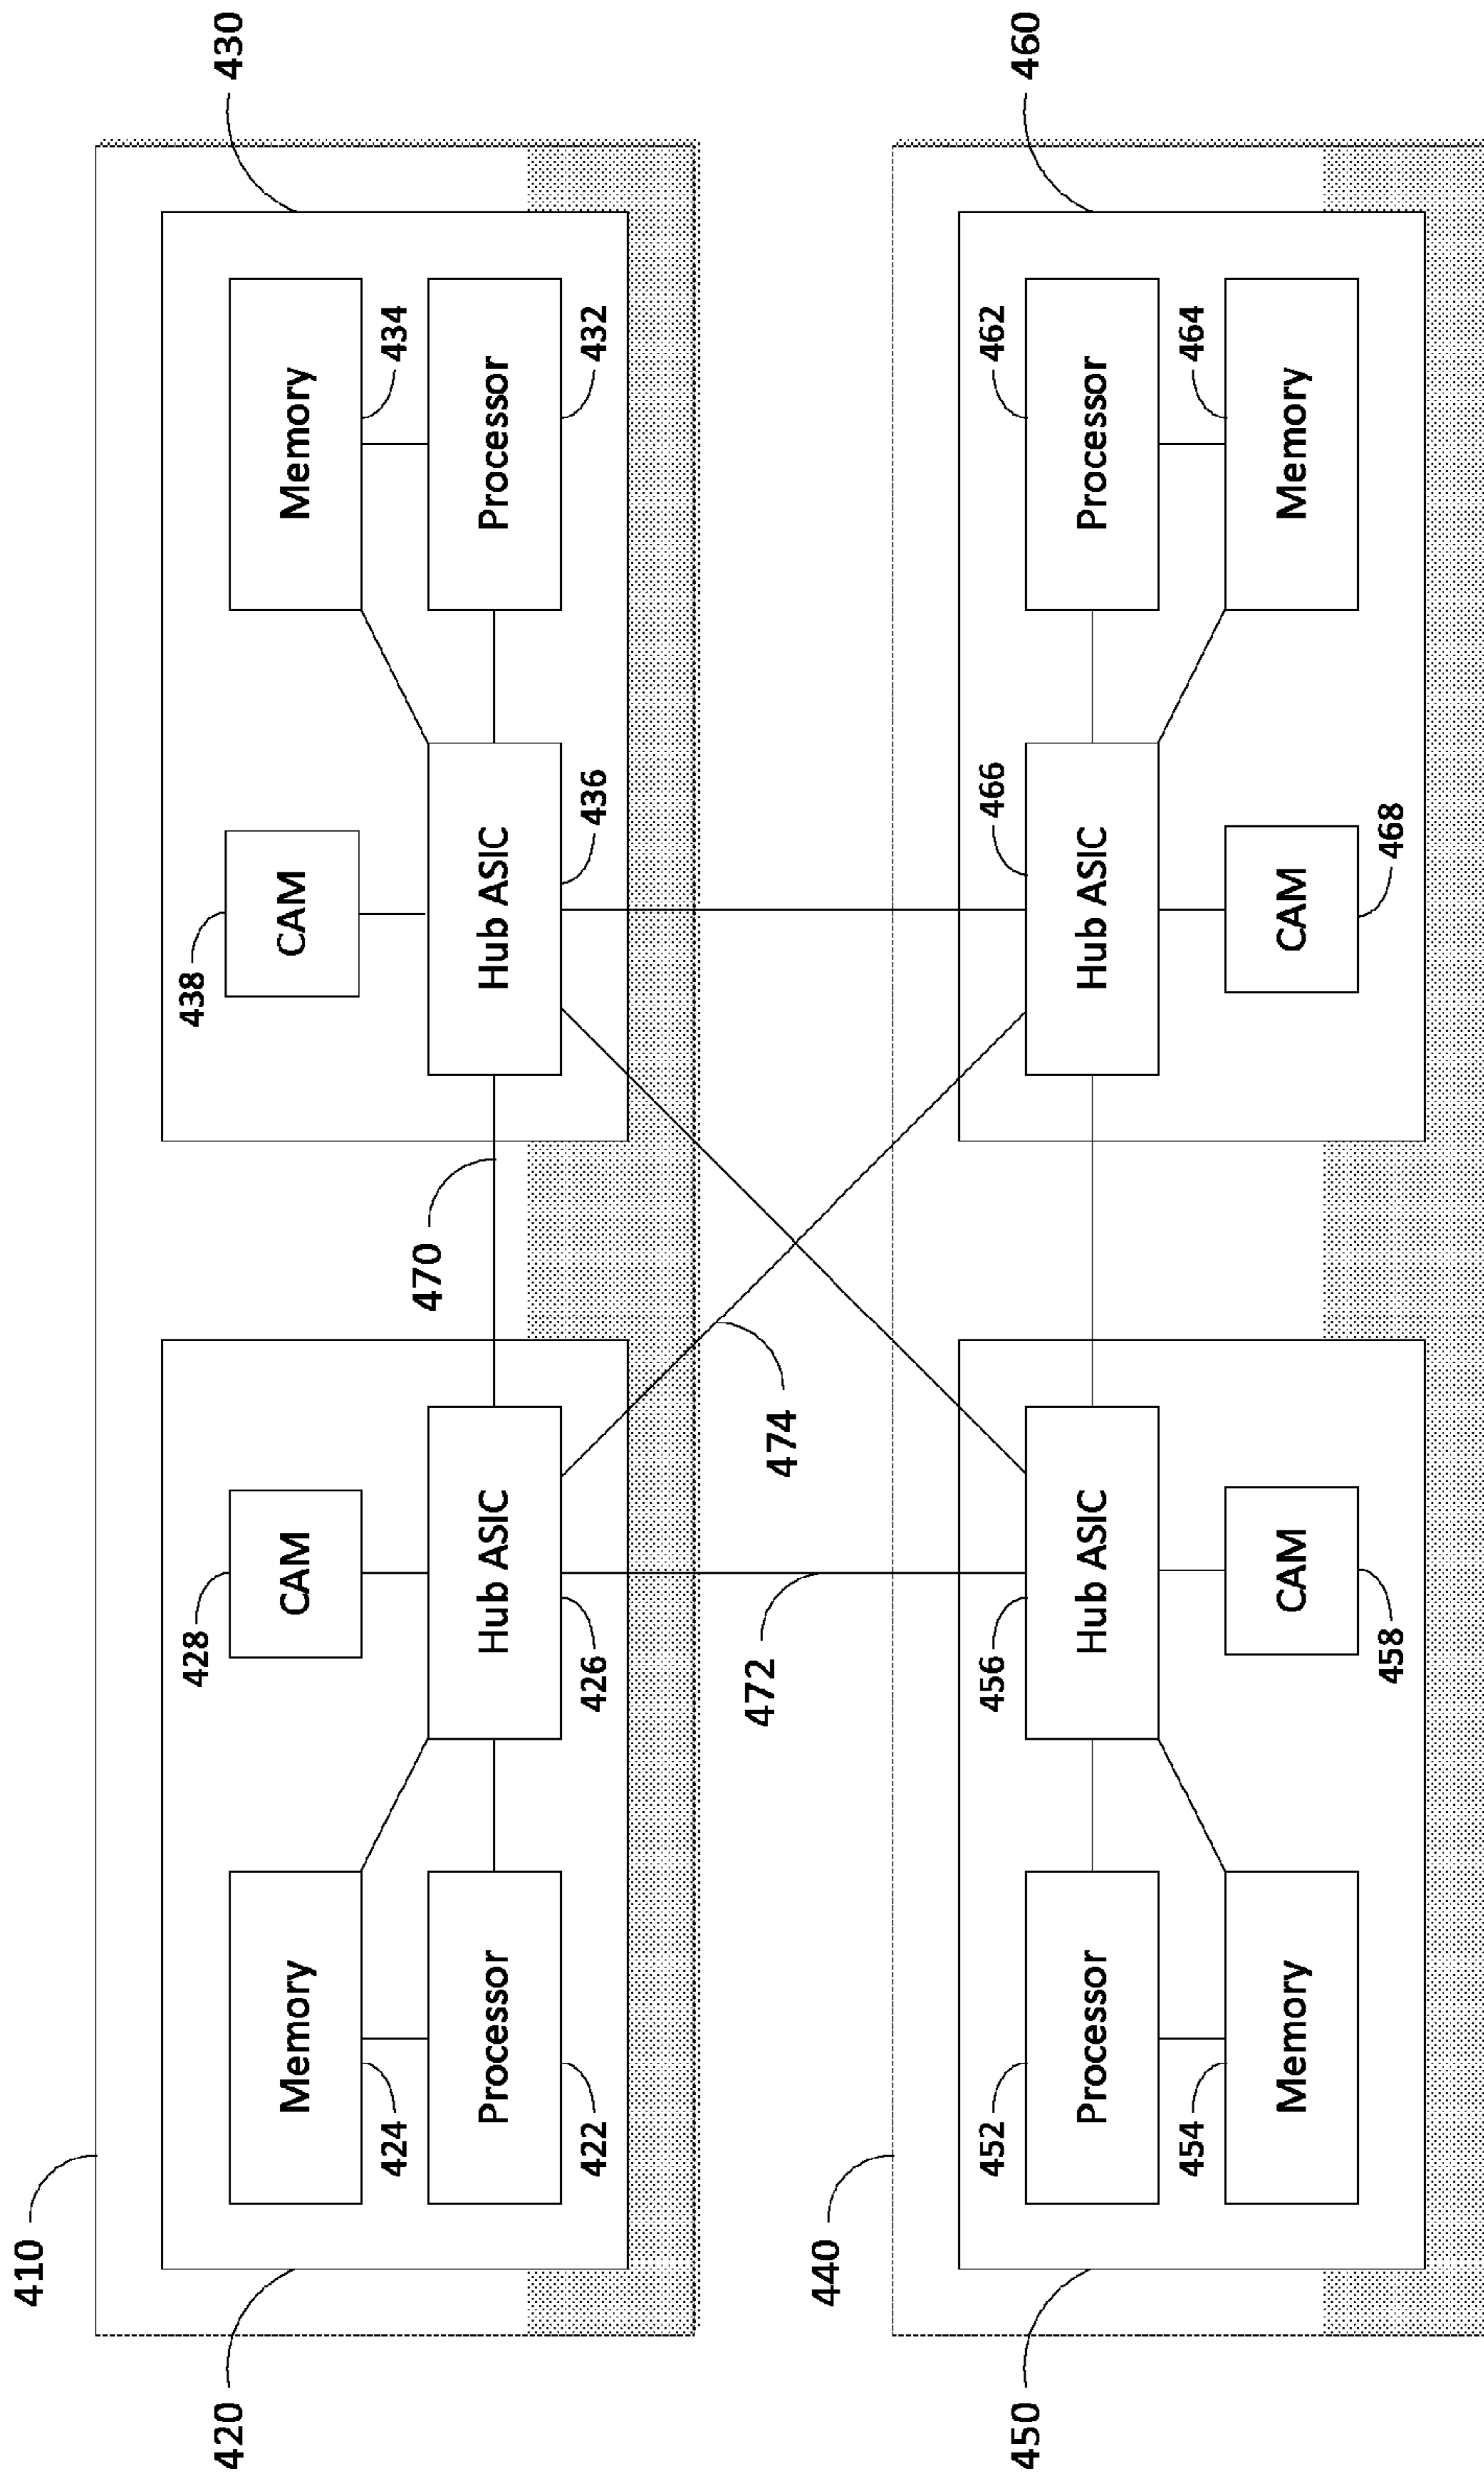 410
428
438
420
430
Memory
CAM
CAM
Memory
424
434
470
Processor
Hub ASIC
Hub ASIC
Processor
422
426
436
432
472
474
440
452
456
466
462
450
460
Processor
Hub ASIC
Hub ASIC
Processor
454
464
Memory
CAM
CAM
Memory
458
468